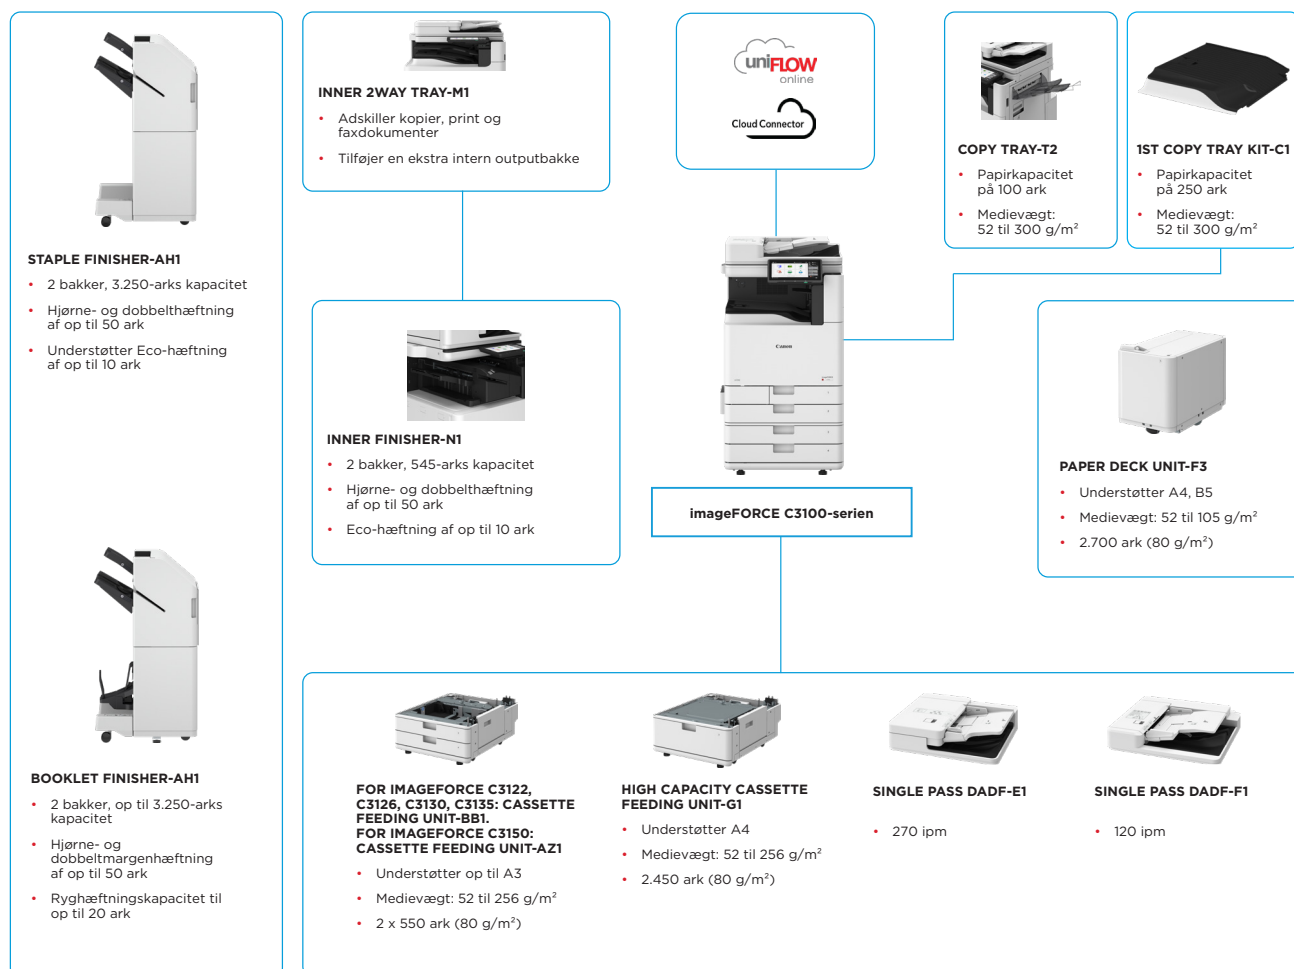 STAPLE FINISHER-AH1
• 2 bakker, 3.250-arks kapacitet
• Hjørne- og dobbelthæftning
af op til 50 ark
• Understøtter Eco-hæftning
af op til 10 ark
BOOKLET FINISHER-AH1
• 2 bakker, op til 3.250-arks
kapacitet
• Hjørne- og
dobbeltmargenhæftning
af op til 50 ark
• Ryghæftningskapacitet til
op til 20 ark
INNER 2WAY TRAY-M1
• Adskiller kopier, print og
faxdokumenter
• Tilføjer en ekstra intern outputbakke
INNER FINISHER-N1
• 2 bakker, 545-arks kapacitet
• Hjørne- og dobbelthæftning
af op til 50 ark
• Eco-hæftning af op til 10 ark
uniFLOW
online
Cloud Connector
Canon
imageFORCE C3100-serien
COPY TRAY-T2
• Papirkapacitet
på 100 ark
• Medievægt:
52 til 300 g/m²
1ST COPY TRAY KIT-C1
• Papirkapacitet
på 250 ark
• Medievægt:
52 til 300 g/m²
PAPER DECK UNIT-F3
• Understøtter A4, B5
• Medievægt: 52 til 105 g/m²
• 2.700 ark (80 g/m²)
FOR IMAGEFORCE C3122,
C3126, C3130, C3135: CASSETTE
FEEDING UNIT-BB1.
FOR IMAGEFORCE C3150:
CASSETTE FEEDING UNIT-AZ1
• Understøtter op til A3
• Medievægt: 52 til 256 g/m²
• 2 x 550 ark (80 g/m²)
HIGH CAPACITY CASSETTE
FEEDING UNIT-G1
• Understøtter A4
• Medievægt: 52 til 256 g/m²
• 2.450 ark (80 g/m²)
SINGLE PASS DADF-E1
• 270 ipm
SINGLE PASS DADF-F1
• 120 ipm